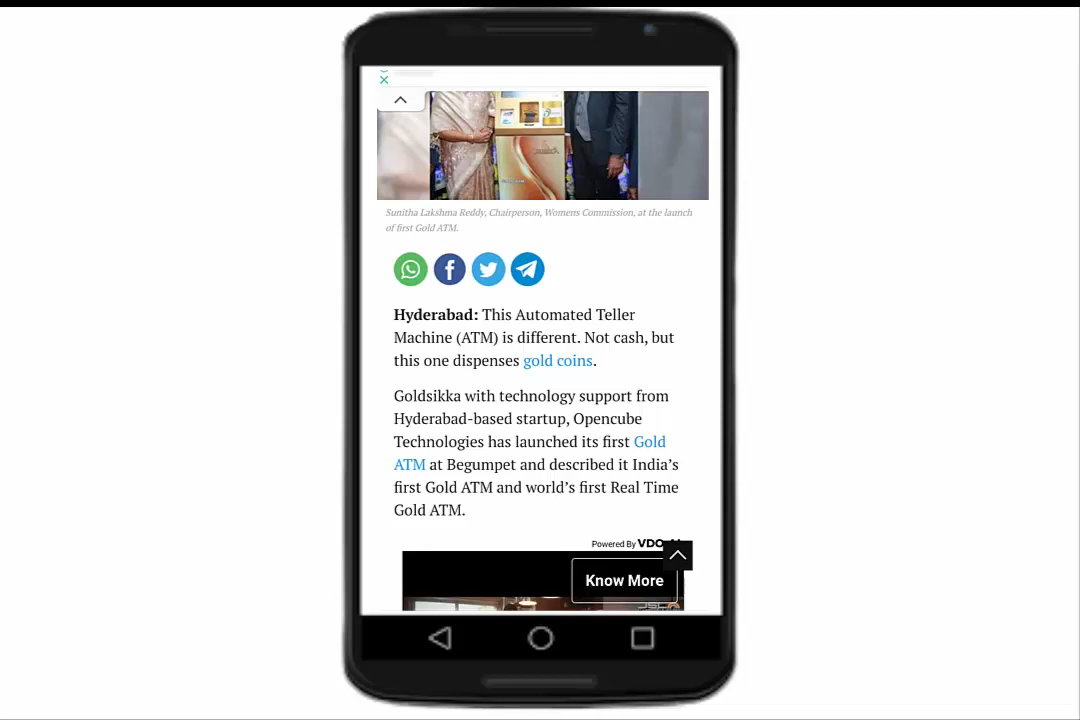 Sunitha Lakshma Reddy, Chairperson, Womens Commission, at the launch
of first Gold ATM.
Hyderabad: This Automated Teller
Machine (ATM) is different. Not cash, but
this one dispenses gold coins.
Goldsikka with technology support from
Hyderabad-based startup, Opencube
Technologies has launched its first Gold
ATM at Begumpet and described it India’s
first Gold ATM and world’s first Real Time
Gold ATM.
Powered By
Know More